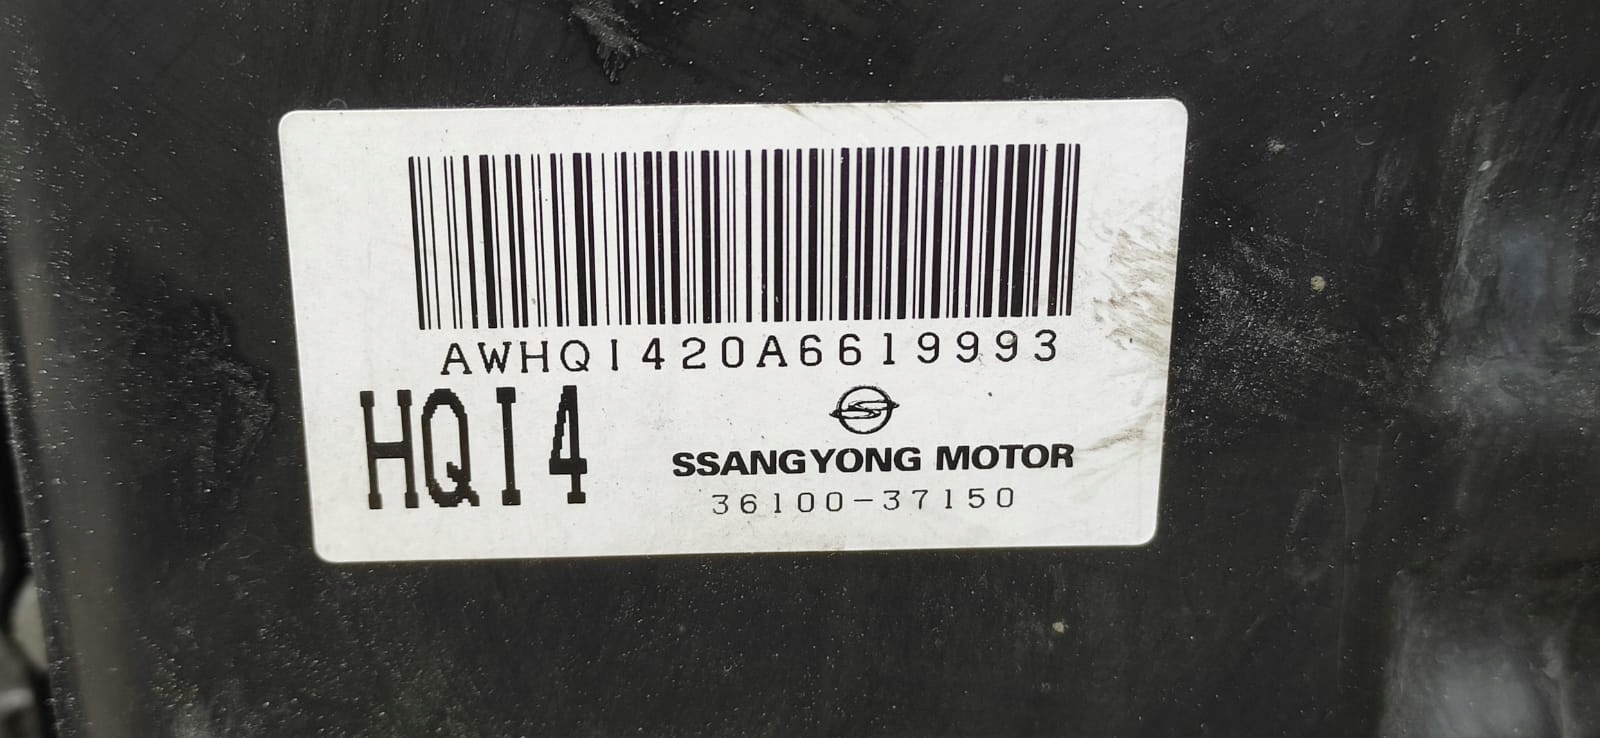 AWHQI420A6619993
HQI4
SSANGYONG MOTOR
36100-37150